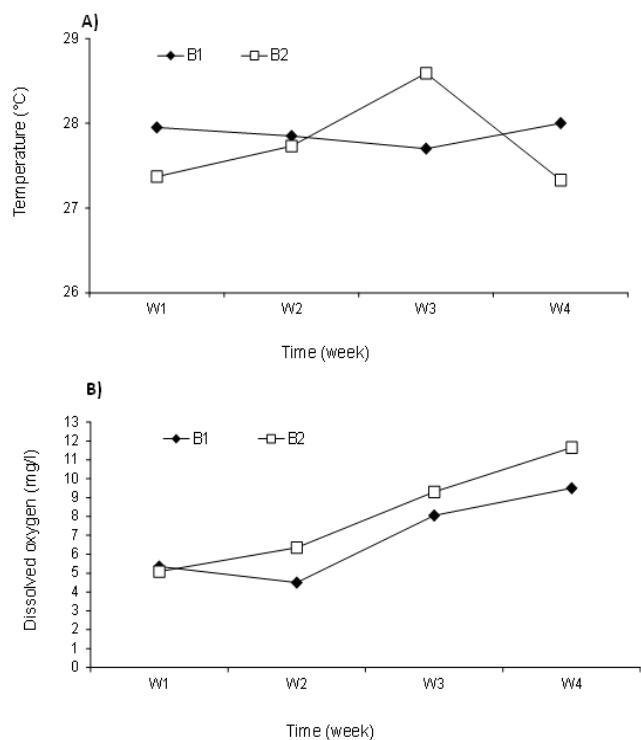 A)
B1 B2
Temperature (°C)
29
28
27
26
W1 W2 W3 W4
Time (week)
B)
B1 B2
Dissolved oxygen (mg/l)
13
12
11
10
9
8
7
6
5
4
3
2
1
0
W1 W2 W3 W4
Time (week)